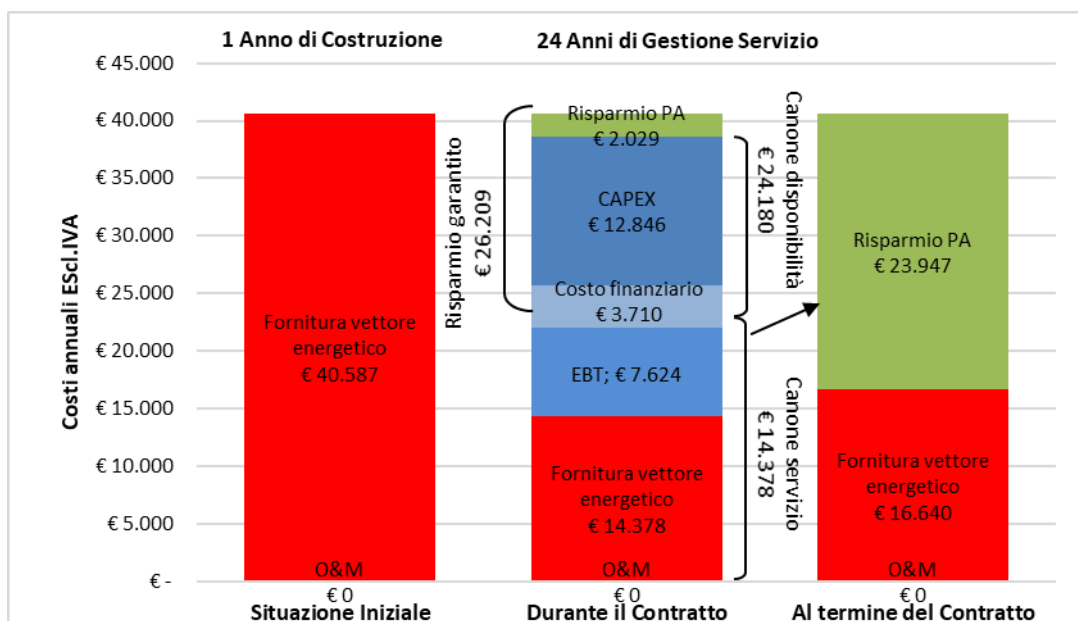 1 Anno di Costruzione
24 Anni di Gestione Servizio
Costi annuali EScl.IVA
€ 45.000
€ 40.000
€ 35.000
€ 30.000
€ 25.000
€ 20.000
€ 15.000
€ 10.000
€ 5.000
€ -
Fornitura vettore
energetico
€ 40.587
O&M
€ 0
Situazione Iniziale
Risparmio garantito
€ 26.209
Risparmio PA
€ 2.029
CAPEX
€ 12.846
Costo finanziario
€ 3.710
EBT; € 7.624
Fornitura vettore
energetico
€ 14.378
O&M
€ 0
Durante il Contratto
Canone disponibilità
€ 24.180
Canone servizio
€ 14.378
Risparmio PA
€ 23.947
Fornitura vettore
energetico
€ 16.640
O&M
€ 0
Al termine del Contratto